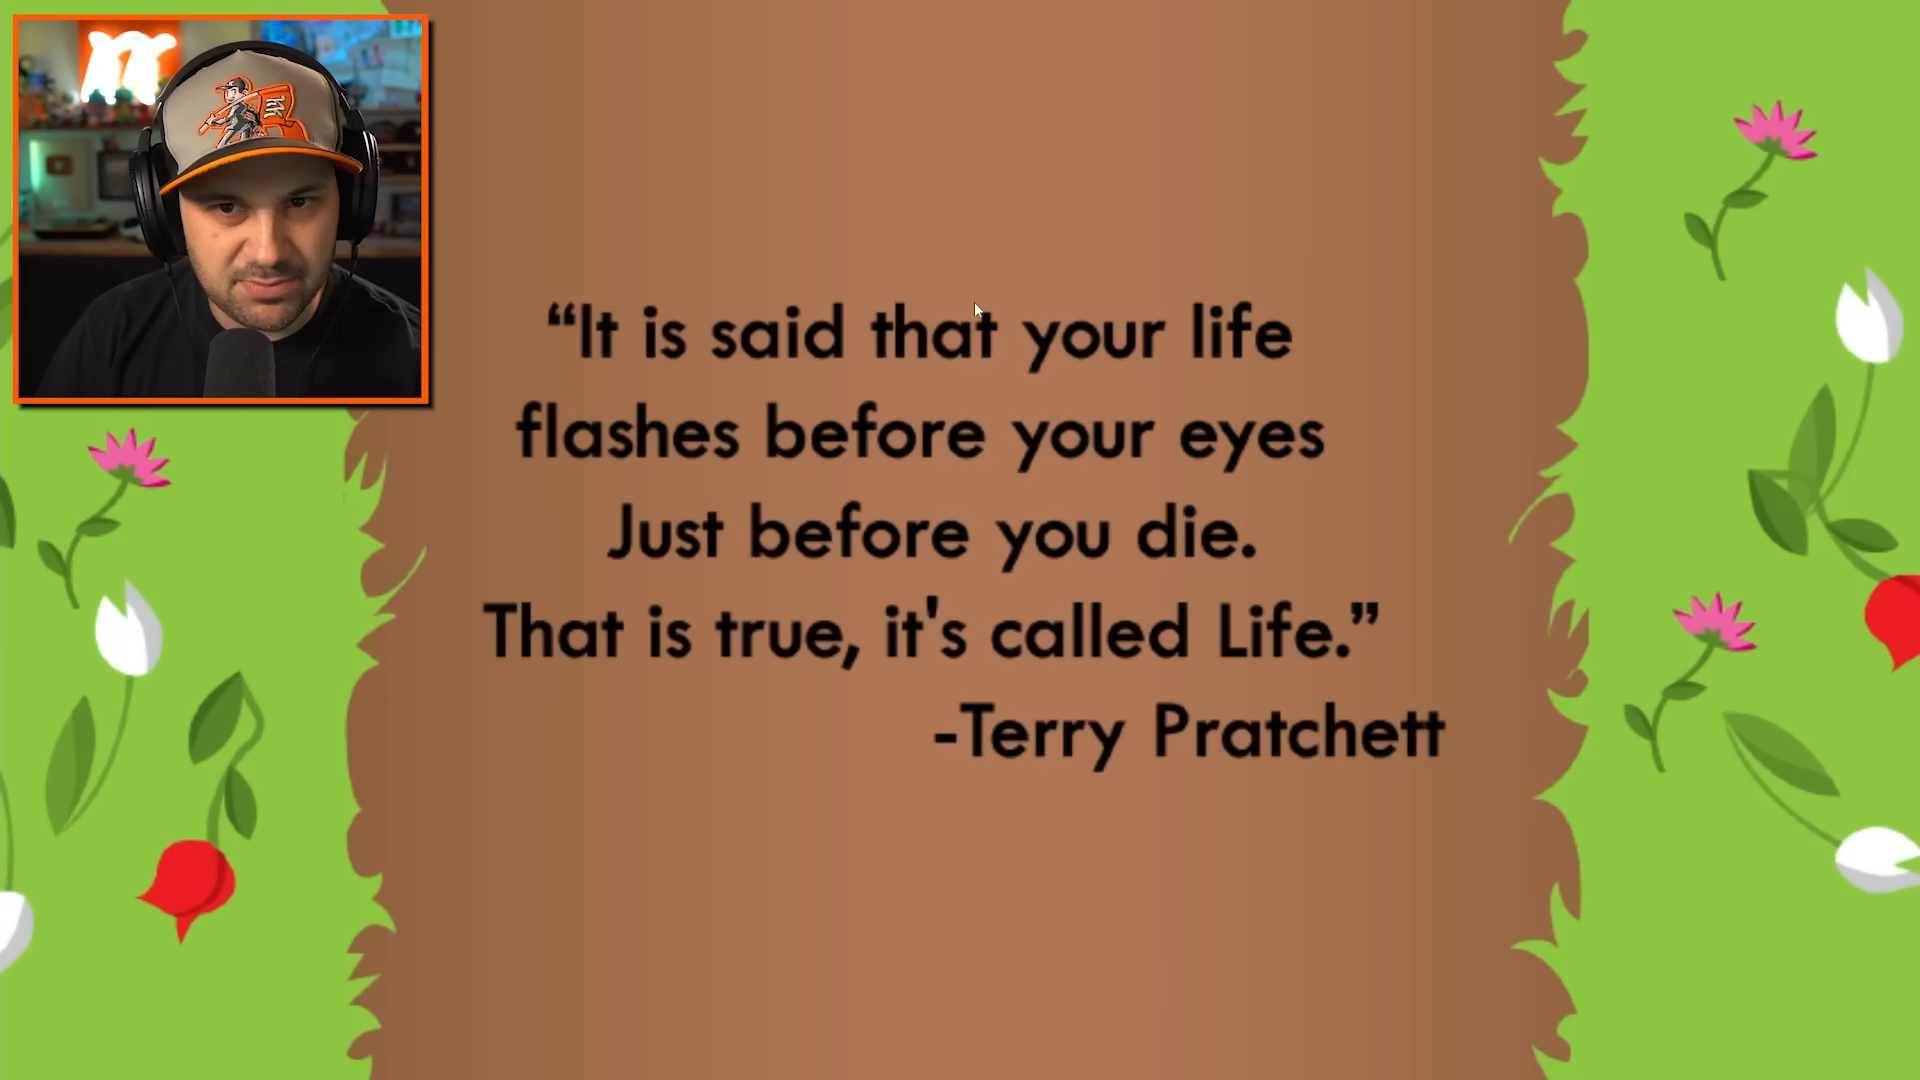 “It is said that your life
flashes before your eyes
Just before you die.
That is true, it's called Life.”
-Terry Pratchett